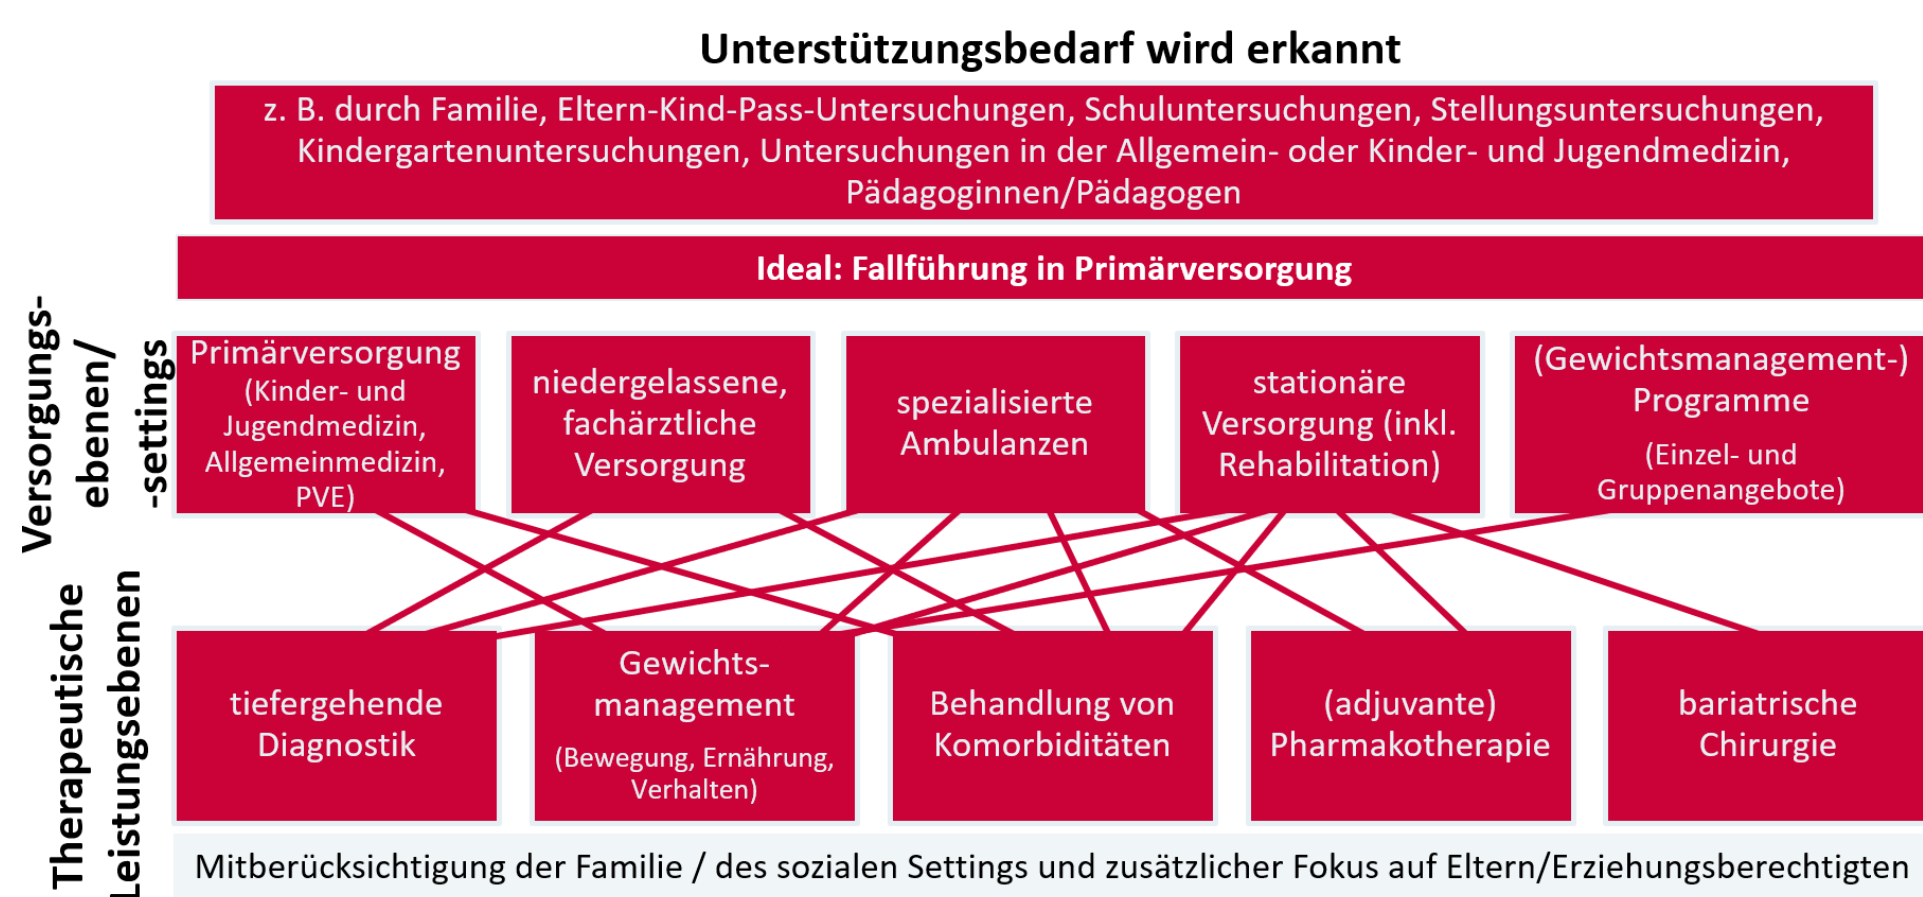 Unterstützungsbedarf wird erkannt
z. B. durch Familie, Eltern-Kind-Pass-Untersuchungen, Schuluntersuchungen, Stellungsuntersuchungen,
Kindergartenuntersuchungen, Untersuchungen in der Allgemein- oder Kinder- und Jugendmedizin,
Pädagoginnen/Pädagogen
Ideal: Fallführung in Primärversorgung
Versorgungs-
ebenen/
-settings
Primärversorgung
(Kinder- und
Jugendmedizin,
Allgemeinmedizin,
PVE)
niedergelassene,
fachärztliche
Versorgung
spezialisierte
Ambulanzen
stationäre
Versorgung (inkl.
Rehabilitation)
(Gewichtsmanagement-)
Programme
(Einzel- und
Gruppenangebote)
Therapeutische
Leistungsebenen
tiefergehende
Diagnostik
Gewichts-
management
(Bewegung, Ernährung,
Verhalten)
Behandlung von
Komorbiditäten
(adjuvante)
Pharmakotherapie
bariatrische
Chirurgie
Mitberücksichtigung der Familie / des sozialen Settings und zusätzlicher Fokus auf Eltern/Erziehungsberechtigten